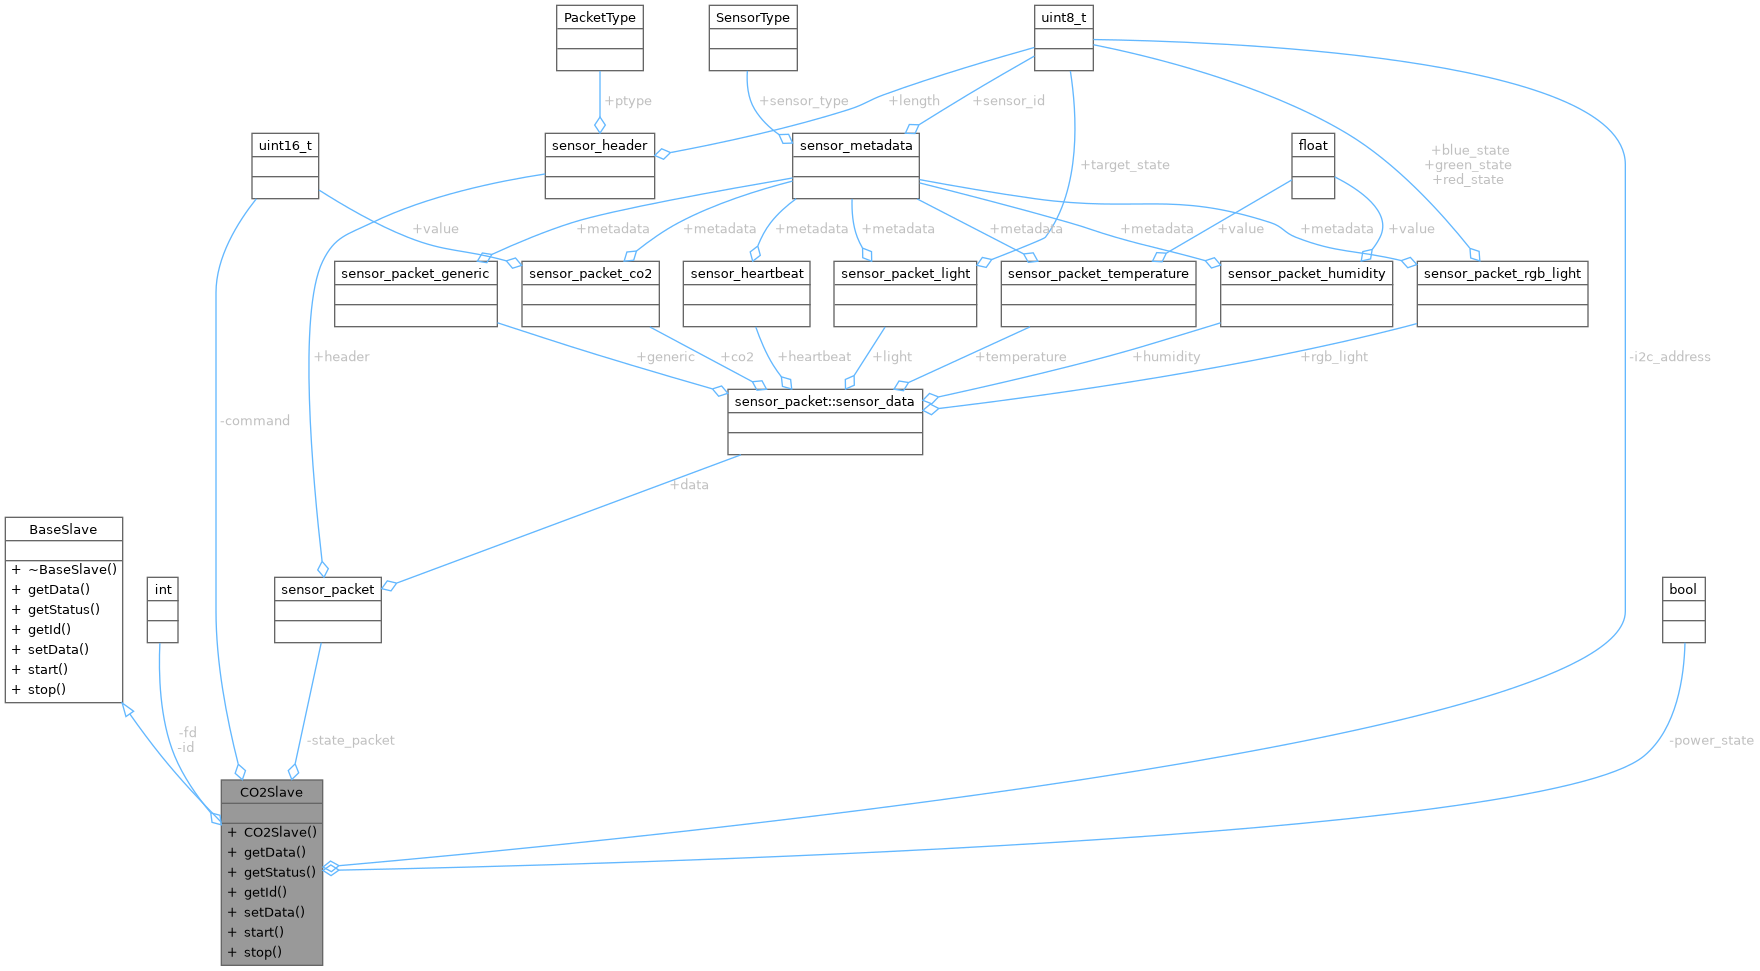 PacketType
SensorType
uint8_t
+ptype
+sensor_type
+length
+sensor_id
uint16_t
sensor_header
sensor_metadata
float
+target_state
+blue_state
+green_state
+red_state
+value
+metadata
+metadata
+metadata
+metadata
+metadata
+metadata
+value
+metadata
+value
sensor_packet_generic
sensor_packet_co2
sensor_heartbeat
sensor_packet_light
sensor_packet_temperature
sensor_packet_humidity
sensor_packet_rgb_light
+header
+generic
+co2
+heartbeat
+light
+temperature
+humidity
+rgb_light
-i2c_address
sensor_packet::sensor_data
-command
+data
BaseSlave
+ ~BaseSlave()
+ getData()
+ getStatus()
+ getId()
+ setData()
+ start()
+ stop()
int
sensor_packet
bool
-fd
-id
-state_packet
-power_state
CO2Slave
+ CO2Slave()
+ getData()
+ getStatus()
+ getId()
+ setData()
+ start()
+ stop()